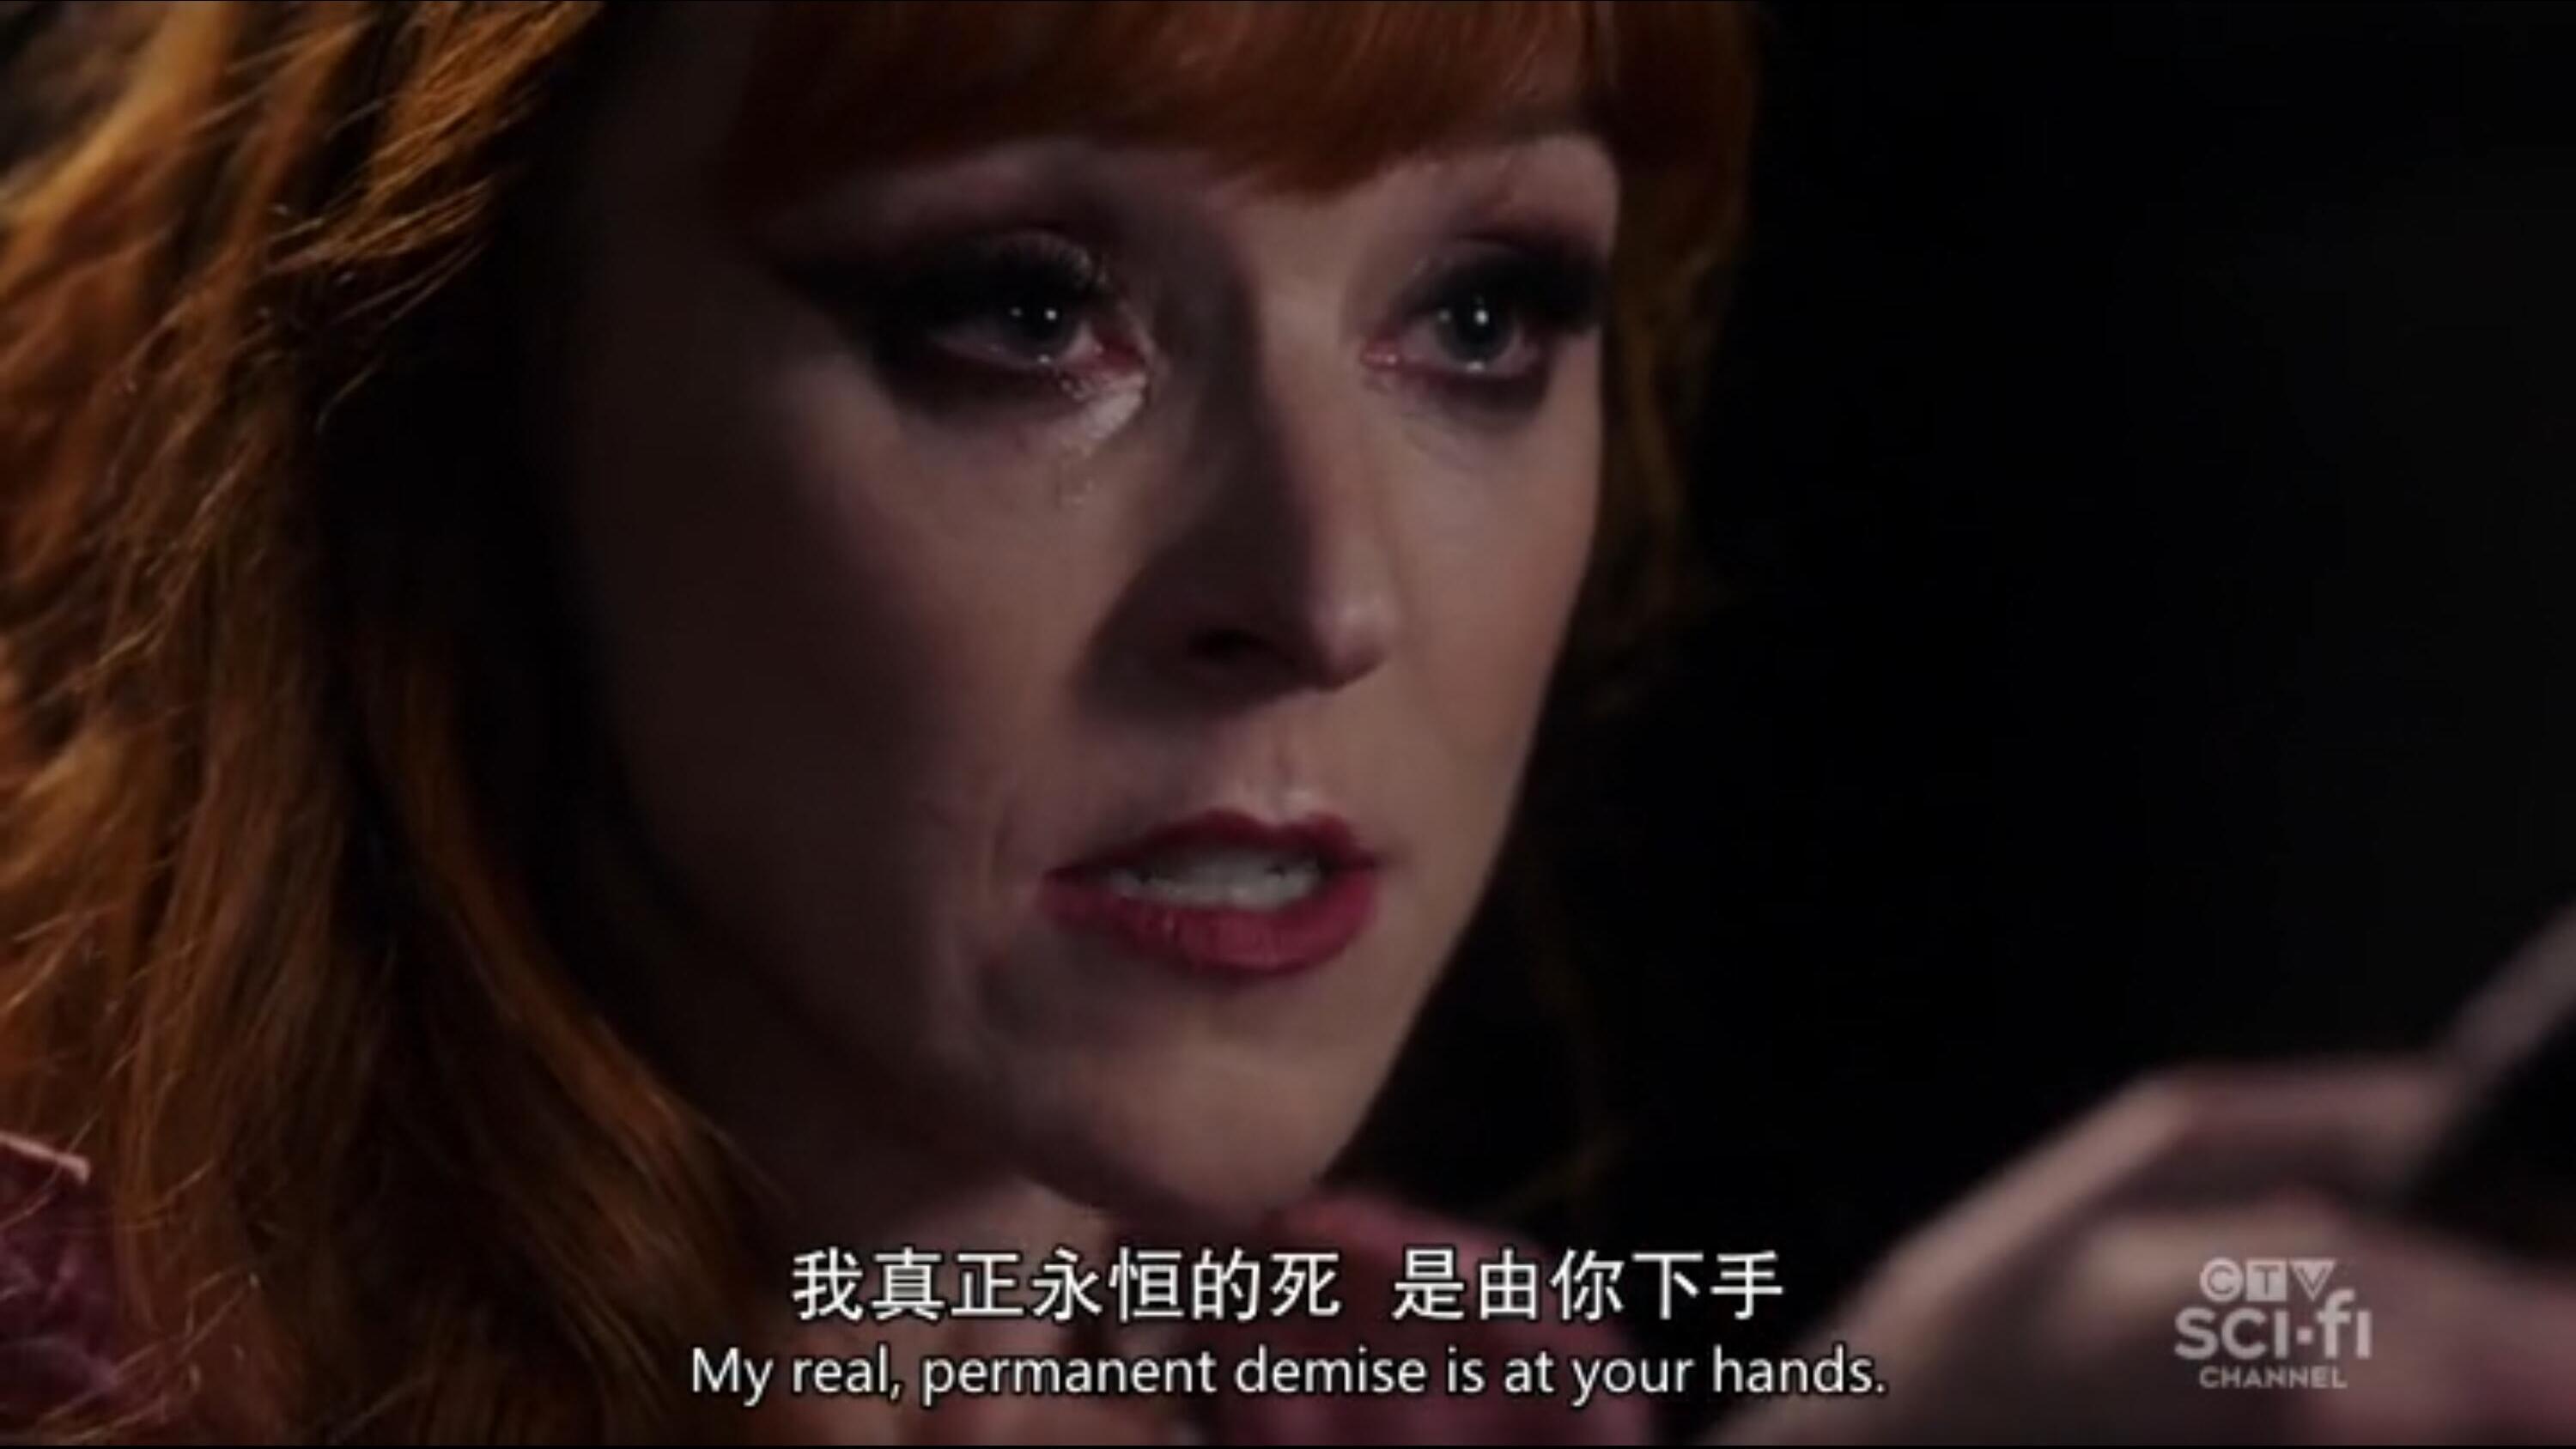 我真正永恒的死 是由你下手
My real, permanent demise is at your hands.
CTV
SCI-FI
CHANNEL